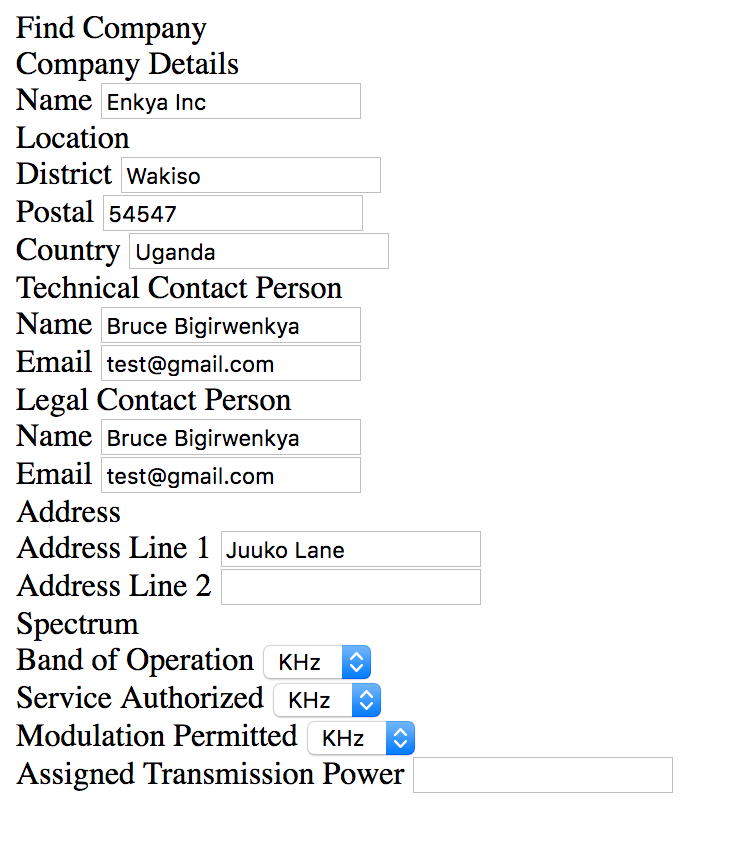 Find Company
Company Details
Name Enkya Inc
Location
District Wakiso
Postal 54547
Country Uganda
Technical Contact Person
Name Bruce Bigirwenkya
Email test@gmail.com
Legal Contact Person
Name Bruce Bigirwenkya
Email test@gmail.com
Address
Address Line 1 Juuko Lane
Address Line 2
Spectrum
Band of Operation KHz
Service Authorized KHz
Modulation Permitted KHz
Assigned Transmission Power